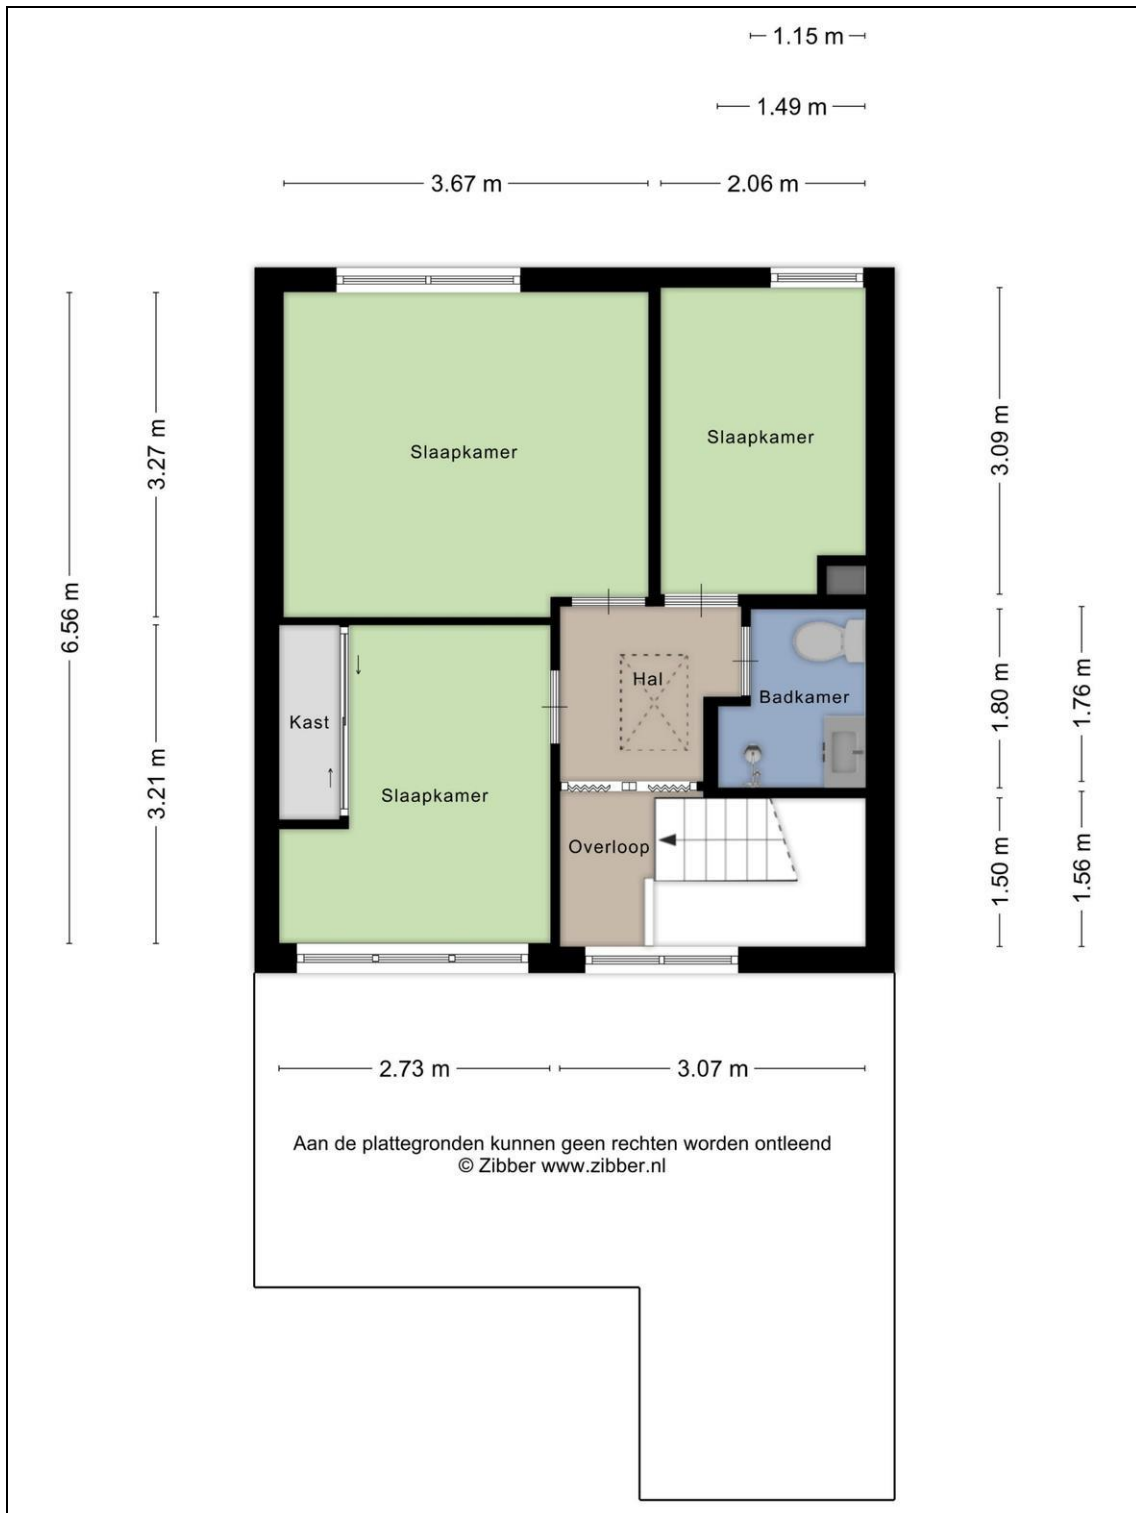 1.15 m
1.49 m
3.67 m
2.06 m
6.56 m
3.27 m
3.21 m
3.09 m
1.80 m
1.76 m
1.50 m
1.56 m
Slaapkamer
Slaapkamer
Hal
Badkamer
Kast
Slaapkamer
Overloop
2.73 m
3.07 m
Aan de plattegronden kunnen geen rechten worden ontleend
© Zibber www.zibber.nl